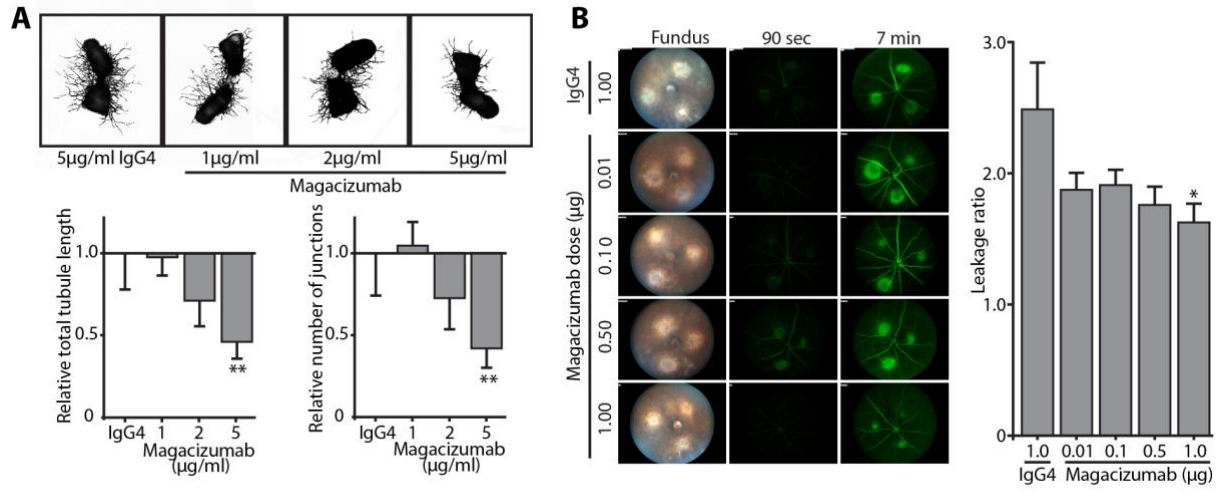 A
5µg/ml IgG4
1µg/ml
2µg/ml
5µg/ml
Magacizumab
Relative total tubule length
1.0
0.5
0
**
IgG4 1 2 5
Magacizumab
(µg/ml)
Relative number of junctions
1.0
0.5
0
**
IgG4 1 2 5
Magacizumab
(µg/ml)
B
Fundus 90 sec 7 min
IgG4
1.00
Magacizumab dose (µg)
0.01
0.10
0.50
1.00
Leakage ratio
3.0
2.0
1.0
0
*
1.0 0.01 0.1 0.5 1.0
IgG4 Magacizumab (µg)